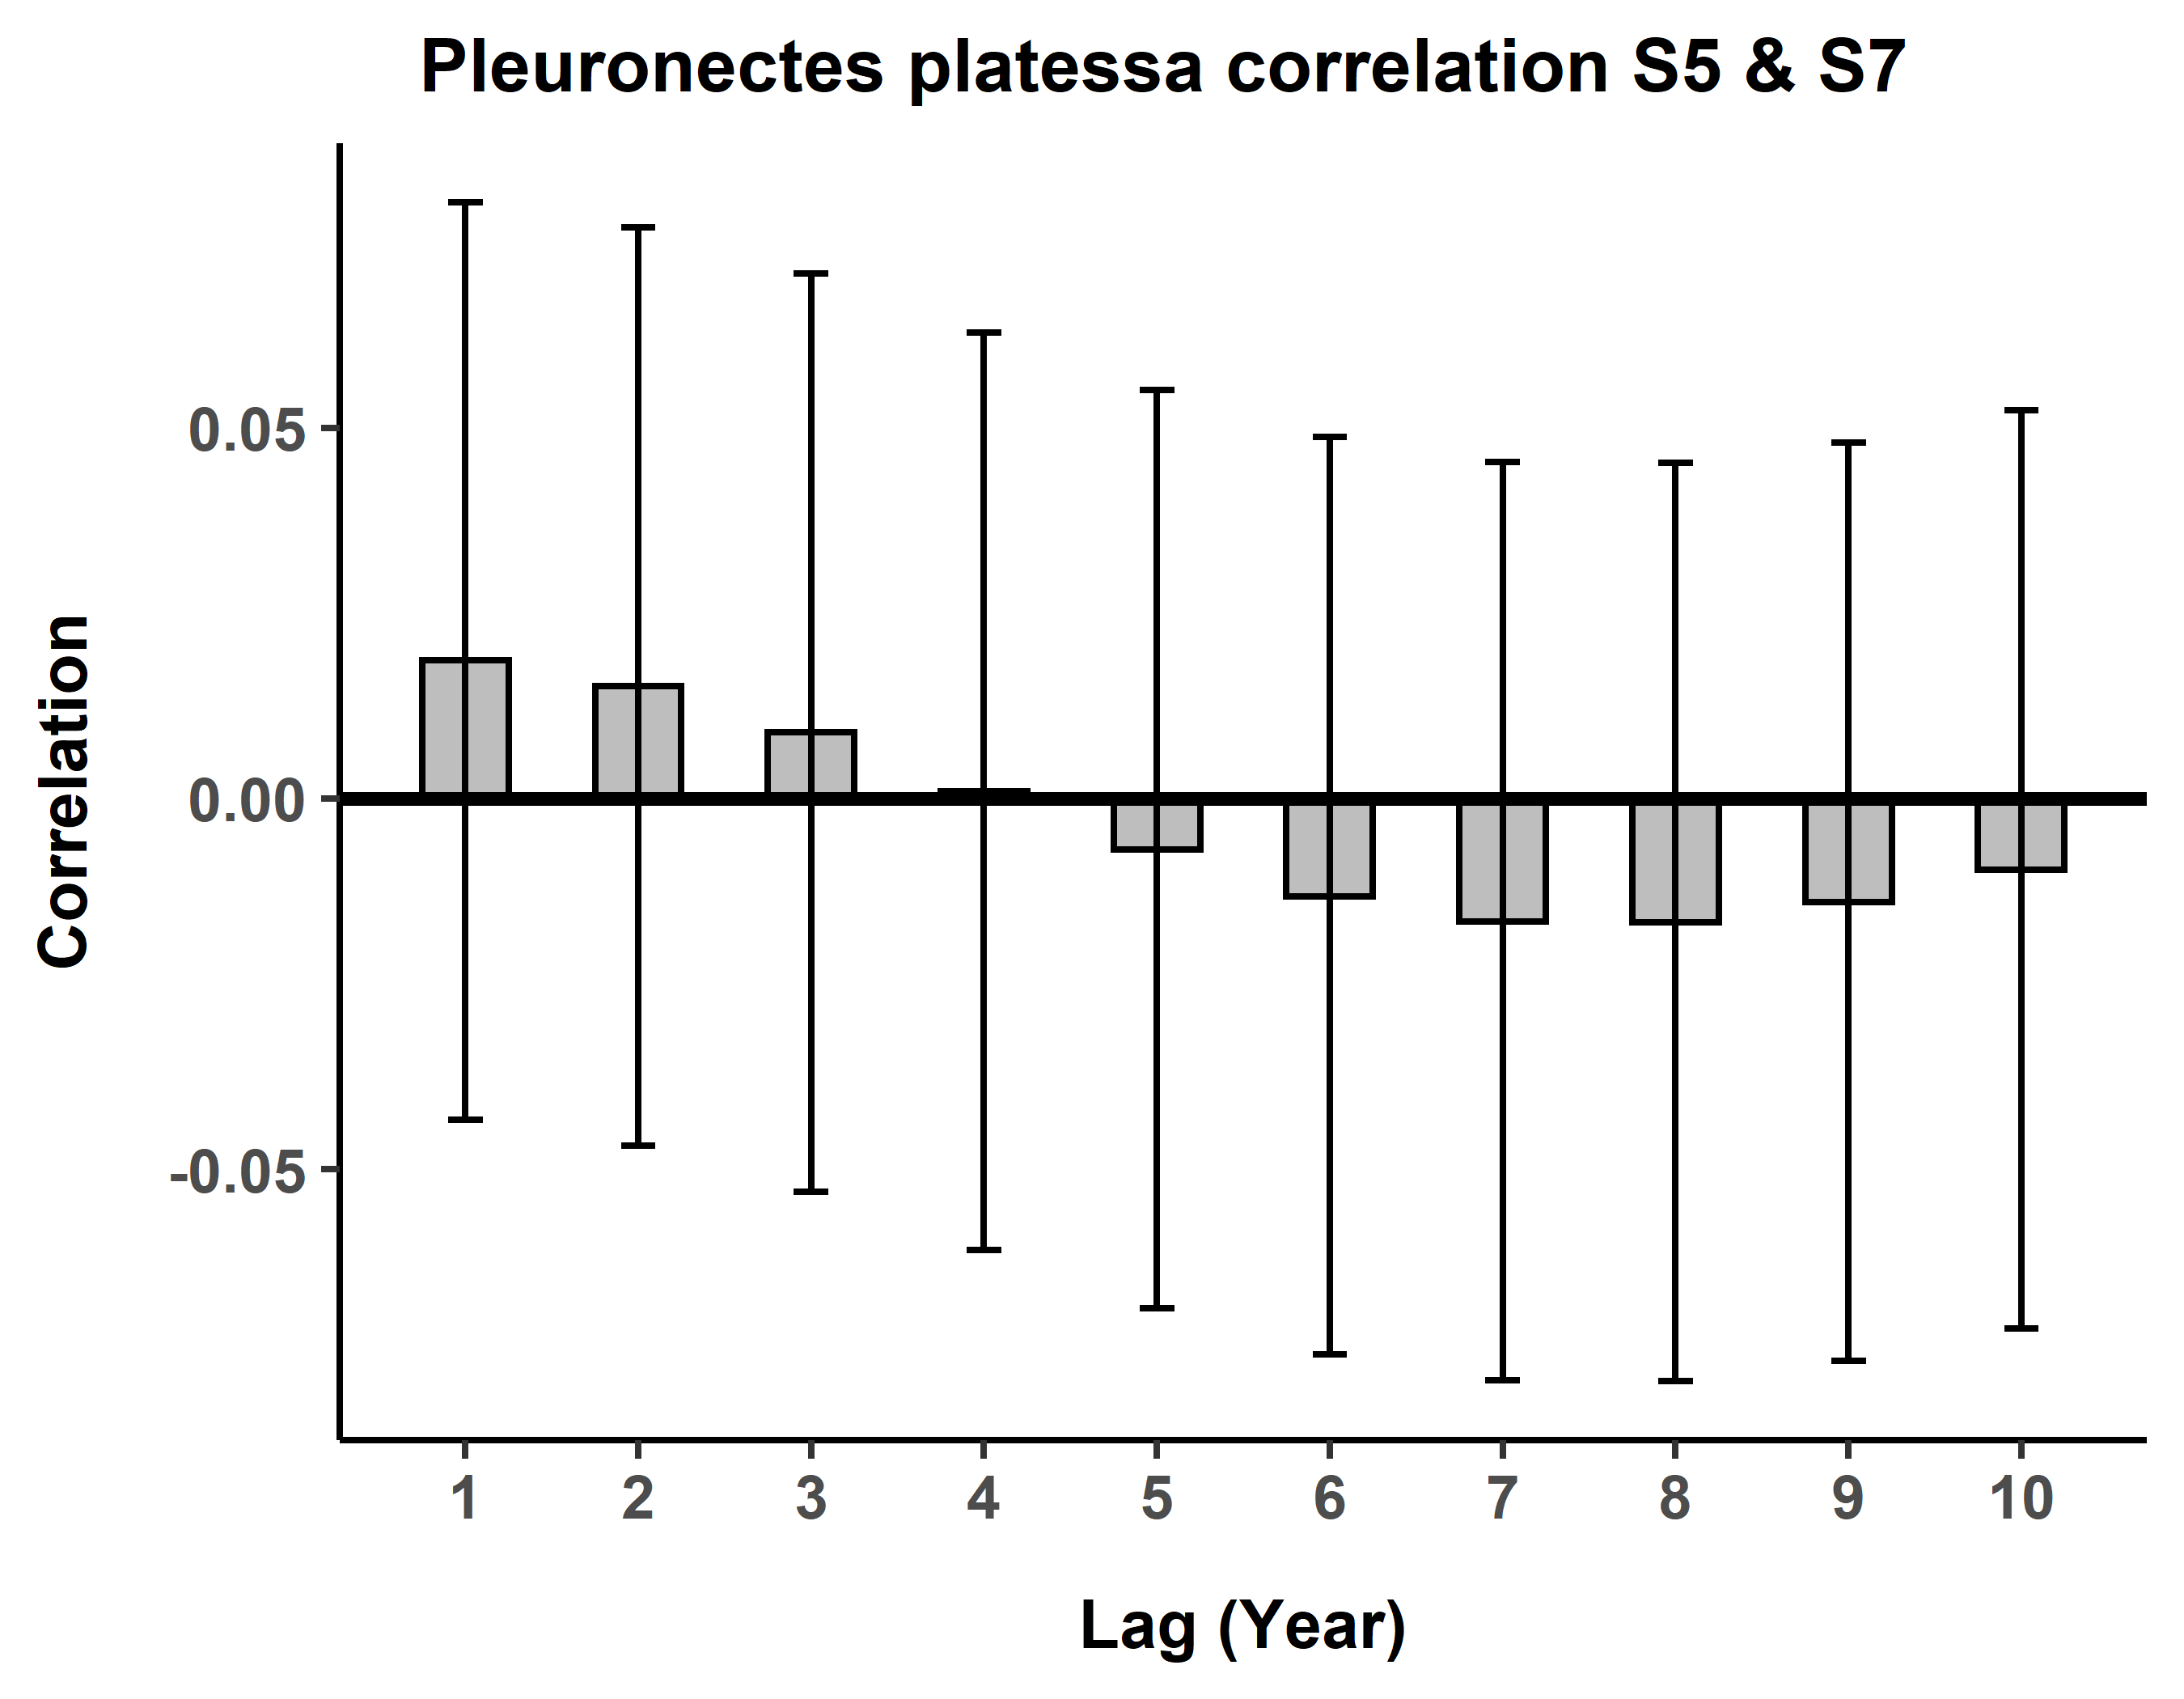 Pleuronectes platessa correlation S5 & S7
Correlation
0.05
0.00
-0.05
1 2 3 4 5 6 7 8 9 10
Lag (Year)